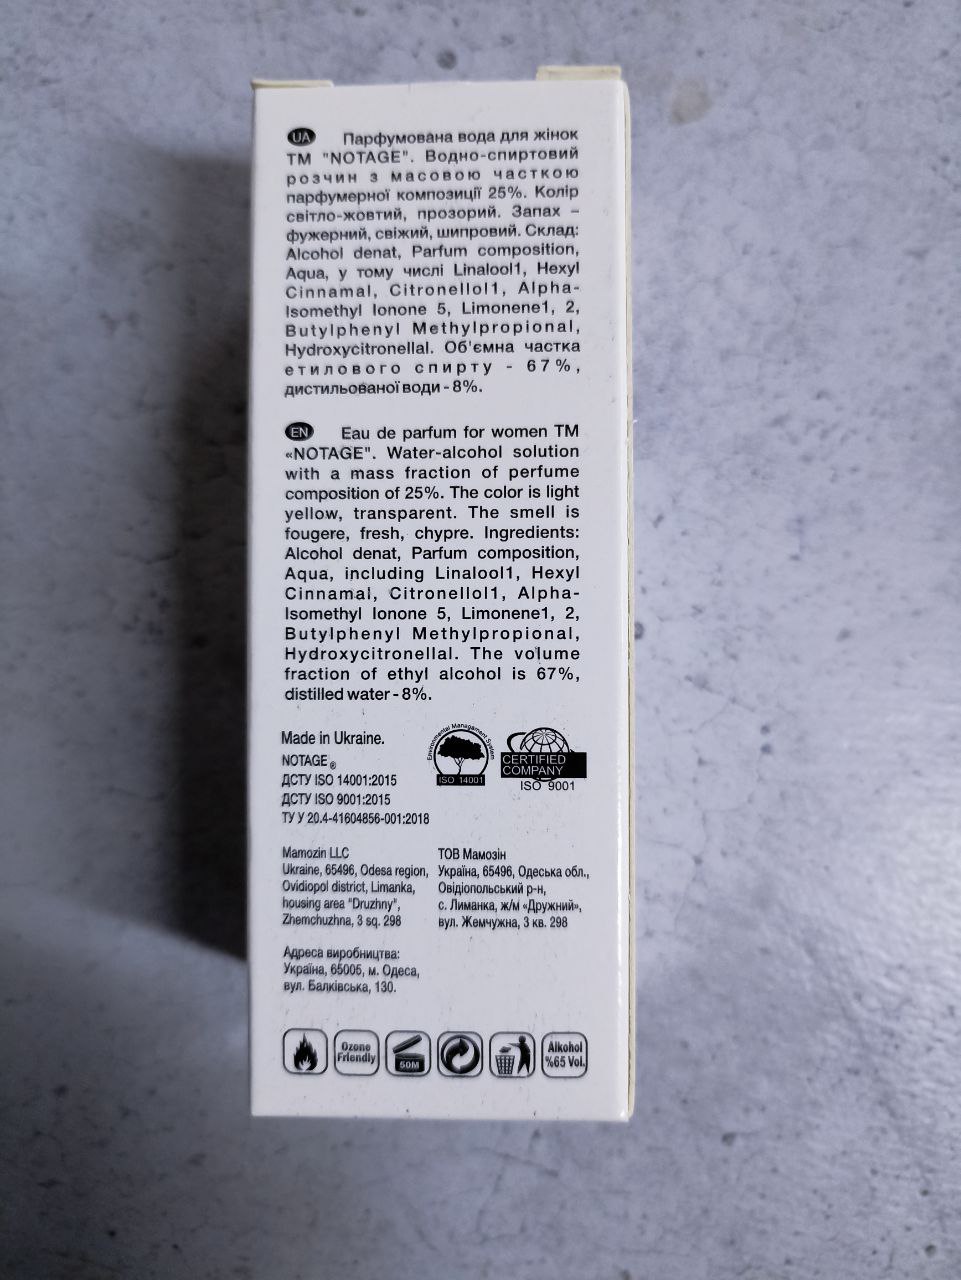 UA Парфумована вода для жінок
ТМ "NOTAGE". Водно-спиртовий
розчин з масовою часткою
парфумерної композиції 25%. Колір
світло-жовтий, прозорий. Запах –
фужерний, свіжий, шипровий. Склад:
Alcohol denat, Parfum composition,
Aqua, у тому числі Linalool1, Hexyl
Cinnamal, Citronellol1, Alpha-
Isomethyl Ionone 5, Limonene1, 2,
Butylphenyl Methylpropional,
Hydroxycitronellal. Об'ємна частка
етилового спирту - 67%,
дистильованої води - 8%.
EN Eau de parfum for women TM
«NOTAGE". Water-alcohol solution
with a mass fraction of perfume
composition of 25%. The color is light
yellow, transparent. The smell is
fougere, fresh, chypre. Ingredients:
Alcohol denat, Parfum composition,
Aqua, including Linalool1, Hexyl
Cinnamal, Citronellol1, Alpha-
Isomethyl Ionone 5, Limonene1, 2,
Butylphenyl Methylpropional,
Hydroxycitronellal. The volume
fraction of ethyl alcohol is 67%,
distilled water - 8%.
Made in Ukraine.
NOTAGE®
ДСТУ ISO 14001:2015
ДСТУ ISO 9001:2015
ТУ У 20.4-41604856-001:2018
Environmental Management System
ISO 14001
CERTIFIED
COMPANY
ISO 9001
Mamozin LLC
Ukraine, 65496, Odesa region,
Ovidiopol district, Limanka,
housing area "Druzhny",
Zhemchuzhna, 3 sq. 298
ТОВ Мамозін
Україна, 65496, Одеська обл.,
Овідіопольський р-н,
с. Лиманка, ж/м «Дружний»,
вул. Жемчужна, 3 кв. 298
Адреса виробництва:
Україна, 65005, м. Одеса,
вул. Балківська, 130.
Ozone
Friendly
50M
Alkohol
%65 Vol.